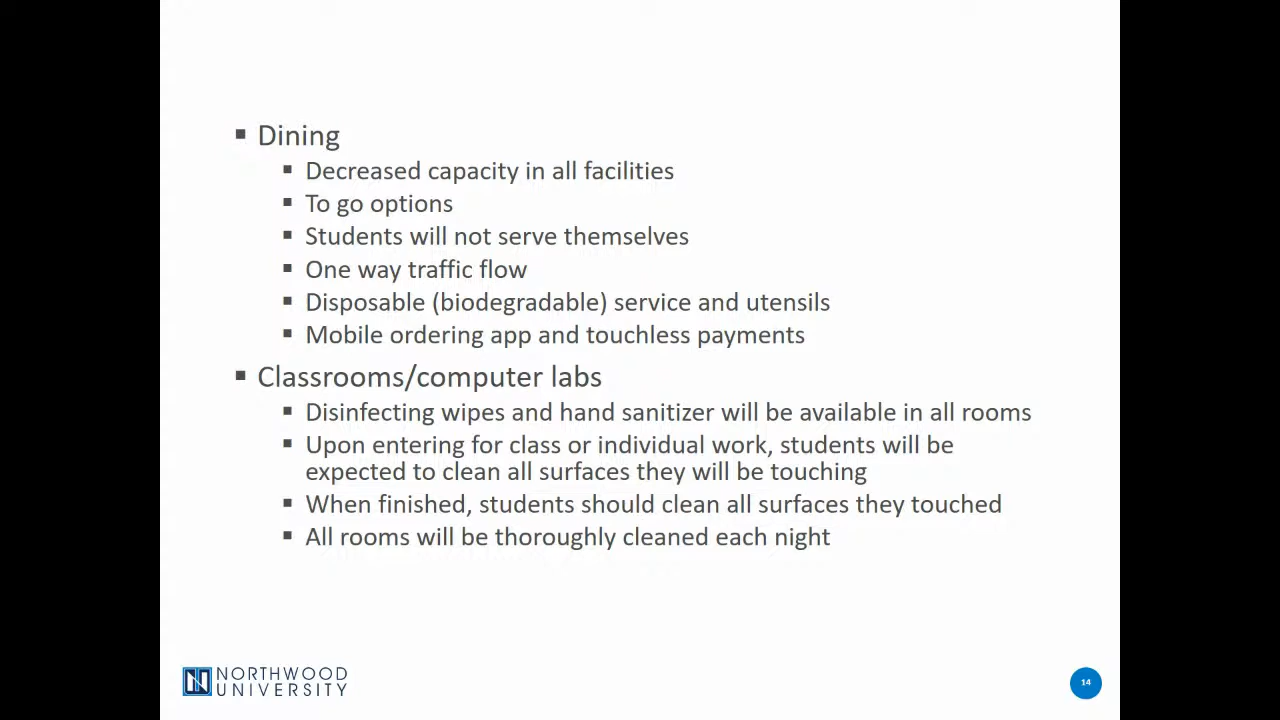 ▪ Dining
▪ Decreased capacity in all facilities
▪ To go options
▪ Students will not serve themselves
▪ One way traffic flow
▪ Disposable (biodegradable) service and utensils
▪ Mobile ordering app and touchless payments
▪ Classrooms/computer labs
▪ Disinfecting wipes and hand sanitizer will be available in all rooms
▪ Upon entering for class or individual work, students will be
expected to clean all surfaces they will be touching
▪ When finished, students should clean all surfaces they touched
▪ All rooms will be thoroughly cleaned each night
NORTHWOOD
UNIVERSITY
14